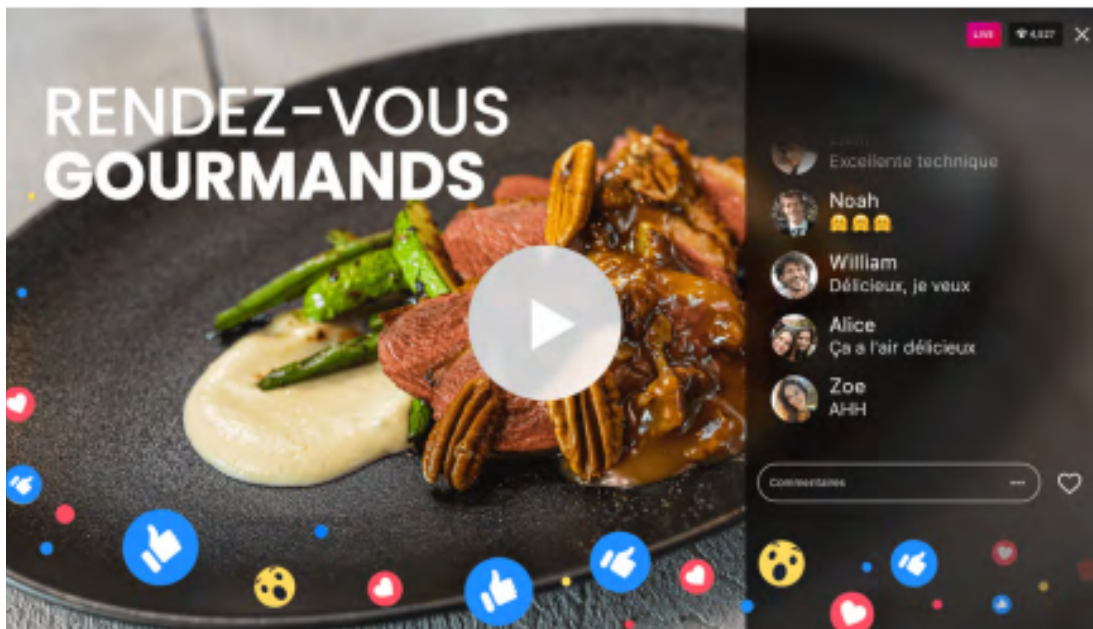 RENDEZ-VOUS
GOURMANDS
LIVE
4,527
Excellente technique
Noah
William
Délicieux, je veux
Alice
Ça a l'air délicieux
Zoe
AHH
Commentaires